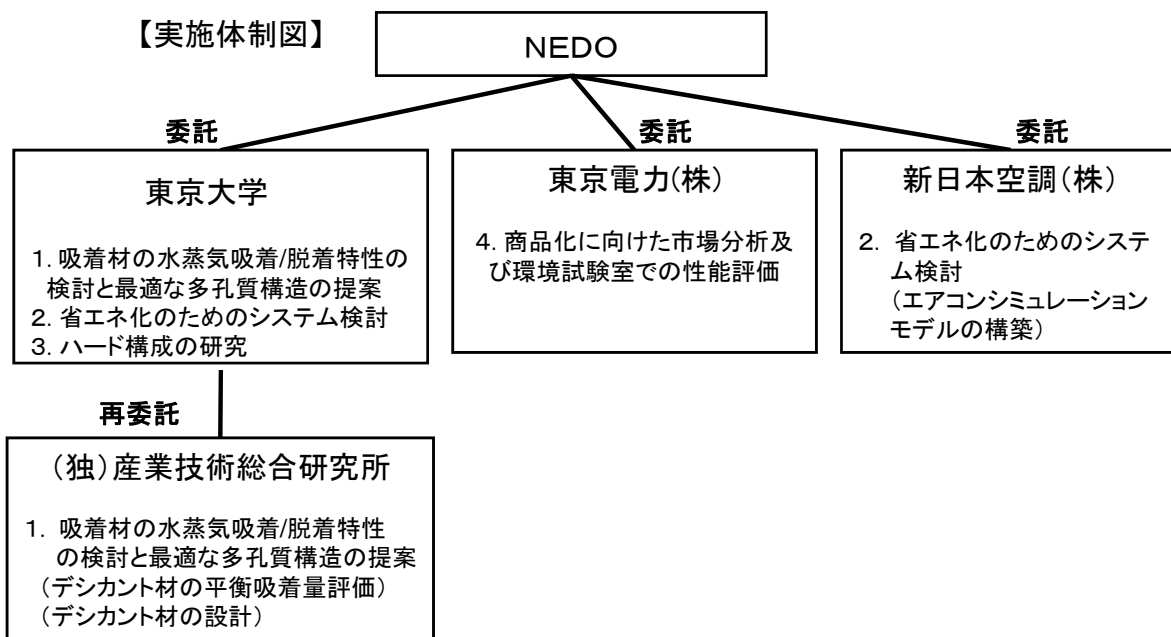 【実施体制図】
NEDO
委託
委託
委託
東京大学
1. 吸着材の水蒸気吸着/脱着特性の
検討と最適な多孔質構造の提案
2. 省エネ化のためのシステム検討
3. ハード構成の研究
東京電力(株)
4. 商品化に向けた市場分析及
び環境試験室での性能評価
新日本空調(株)
2. 省エネ化のためのシステ
ム検討
(エアコンシミュレーション
モデルの構築)
再委託
(独)産業技術総合研究所
1. 吸着材の水蒸気吸着/脱着特性
の検討と最適な多孔質構造の提案
(デシカント材の平衡吸着量評価)
(デシカント材の設計)